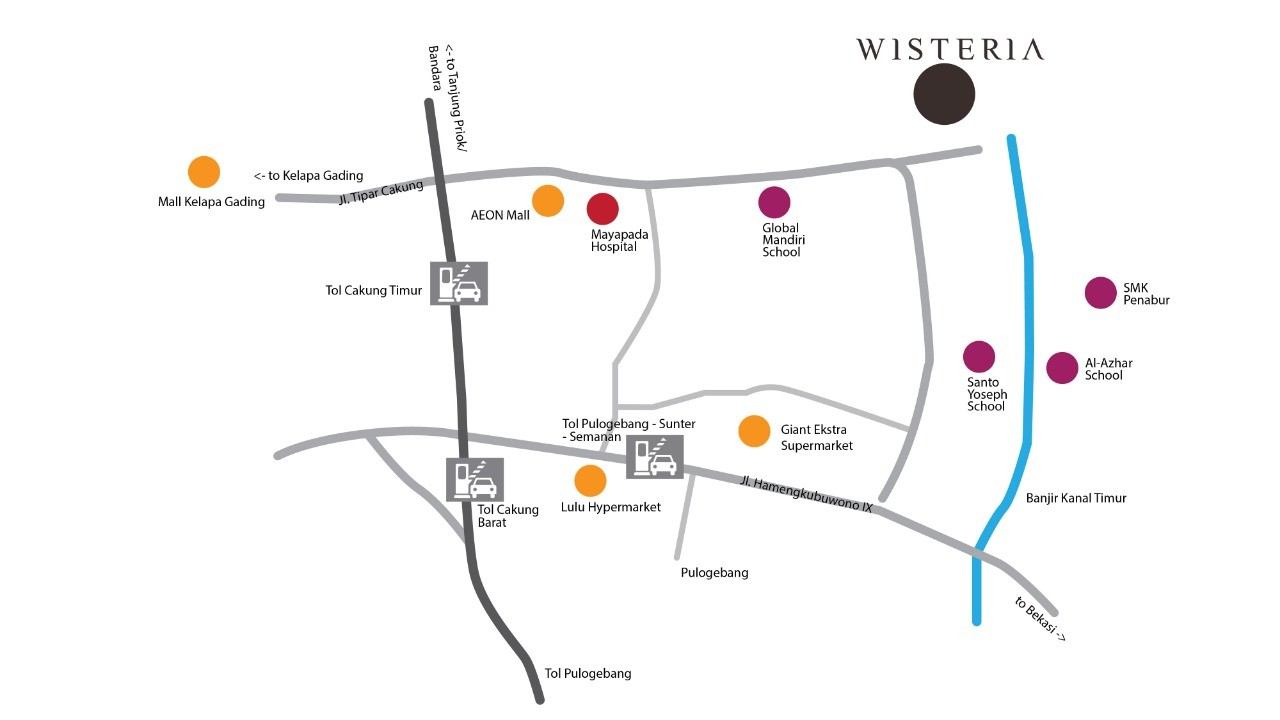 WISTERIA
<- to Tanjung Priok/
Bandara
<- to Kelapa Gading
Mall Kelapa Gading
Jl. Tipar Cakung
AEON Mall
Mayapada
Hospital
Global
Mandiri
School
Tol Cakung Timur
SMK
Penabur
Al-Azhar
School
Santo
Yoseph
School
Tol Pulogebang - Sunter
- Semanan
Giant Ekstra
Supermarket
Jl. Hamengkubuwono IX
Lulu Hypermarket
Tol Cakung
Barat
Banjir Kanal Timur
Pulogebang
to Bekasi ->
Tol Pulogebang